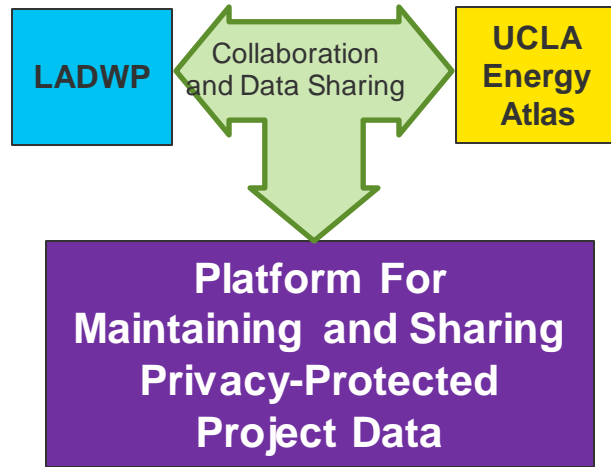 LADWP
Collaboration
and Data Sharing
UCLA
Energy
Atlas
Platform For
Maintaining and Sharing
Privacy-Protected
Project Data